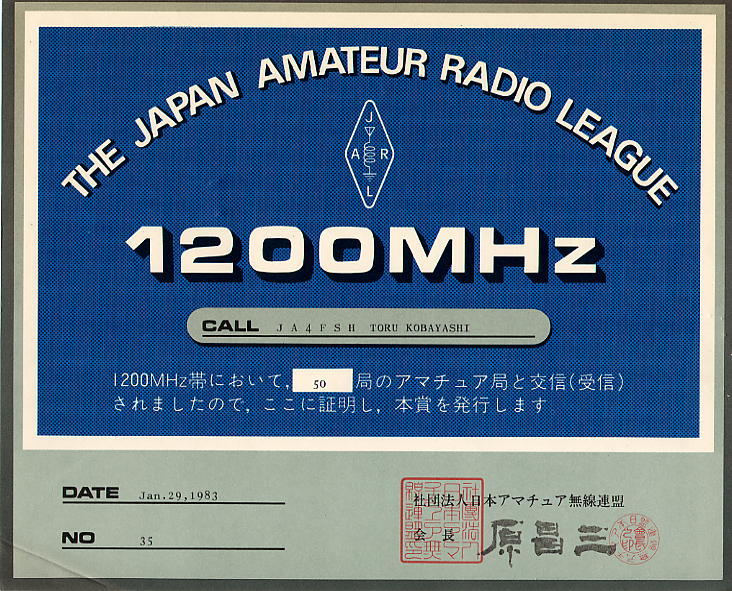 THE JAPAN AMATEUR RADIO LEAGUE
J
A R
L
1200MHz
CALL JA4FSH TORU KOBAYASHI
1200MHz帯において, 50 局のアマチュア局と交信(受信)
されましたので, ここに証明し, 本賞を発行します
DATE Jan.29,1983
NO 35
社団法人日本アマチュア無線連盟
会長 原昌三